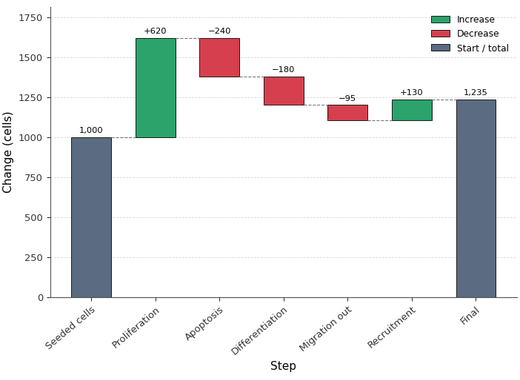 Change (cells)
1750
1500
1250
1000
750
500
250
0
1,000
+620
−240
−180
−95
+130
1,235
Increase
Decrease
Start / total
Seeded cells
Proliferation
Apoptosis
Differentiation
Migration out
Recruitment
Final
Step